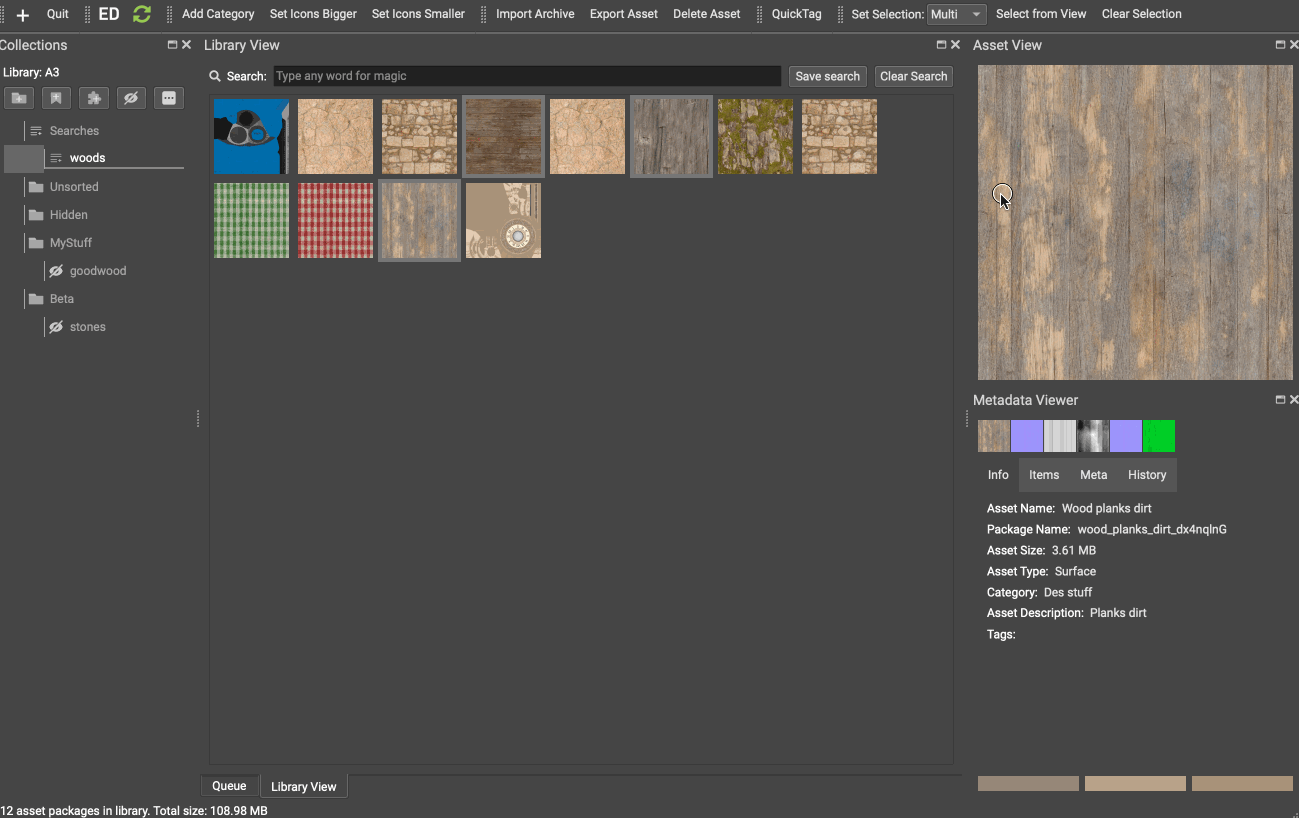 Quit ED Add Category Set Icons Bigger Set Icons Smaller Import Archive Export Asset Delete Asset QuickTag Set Selection: Multi Select from View Clear Selection
Collections
Library: A3
Searches
woods
Unsorted
Hidden
MyStuff
goodwood
Beta
stones
Library View
Search: Type any word for magic Save search Clear Search
Queue Library View
Asset View
Metadata Viewer
Info Items Meta History
Asset Name: Wood planks dirt
Package Name: wood_planks_dirt_dx4nqlnG
Asset Size: 3.61 MB
Asset Type: Surface
Category: Des stuff
Asset Description: Planks dirt
Tags:
12 asset packages in library. Total size: 108.98 MB